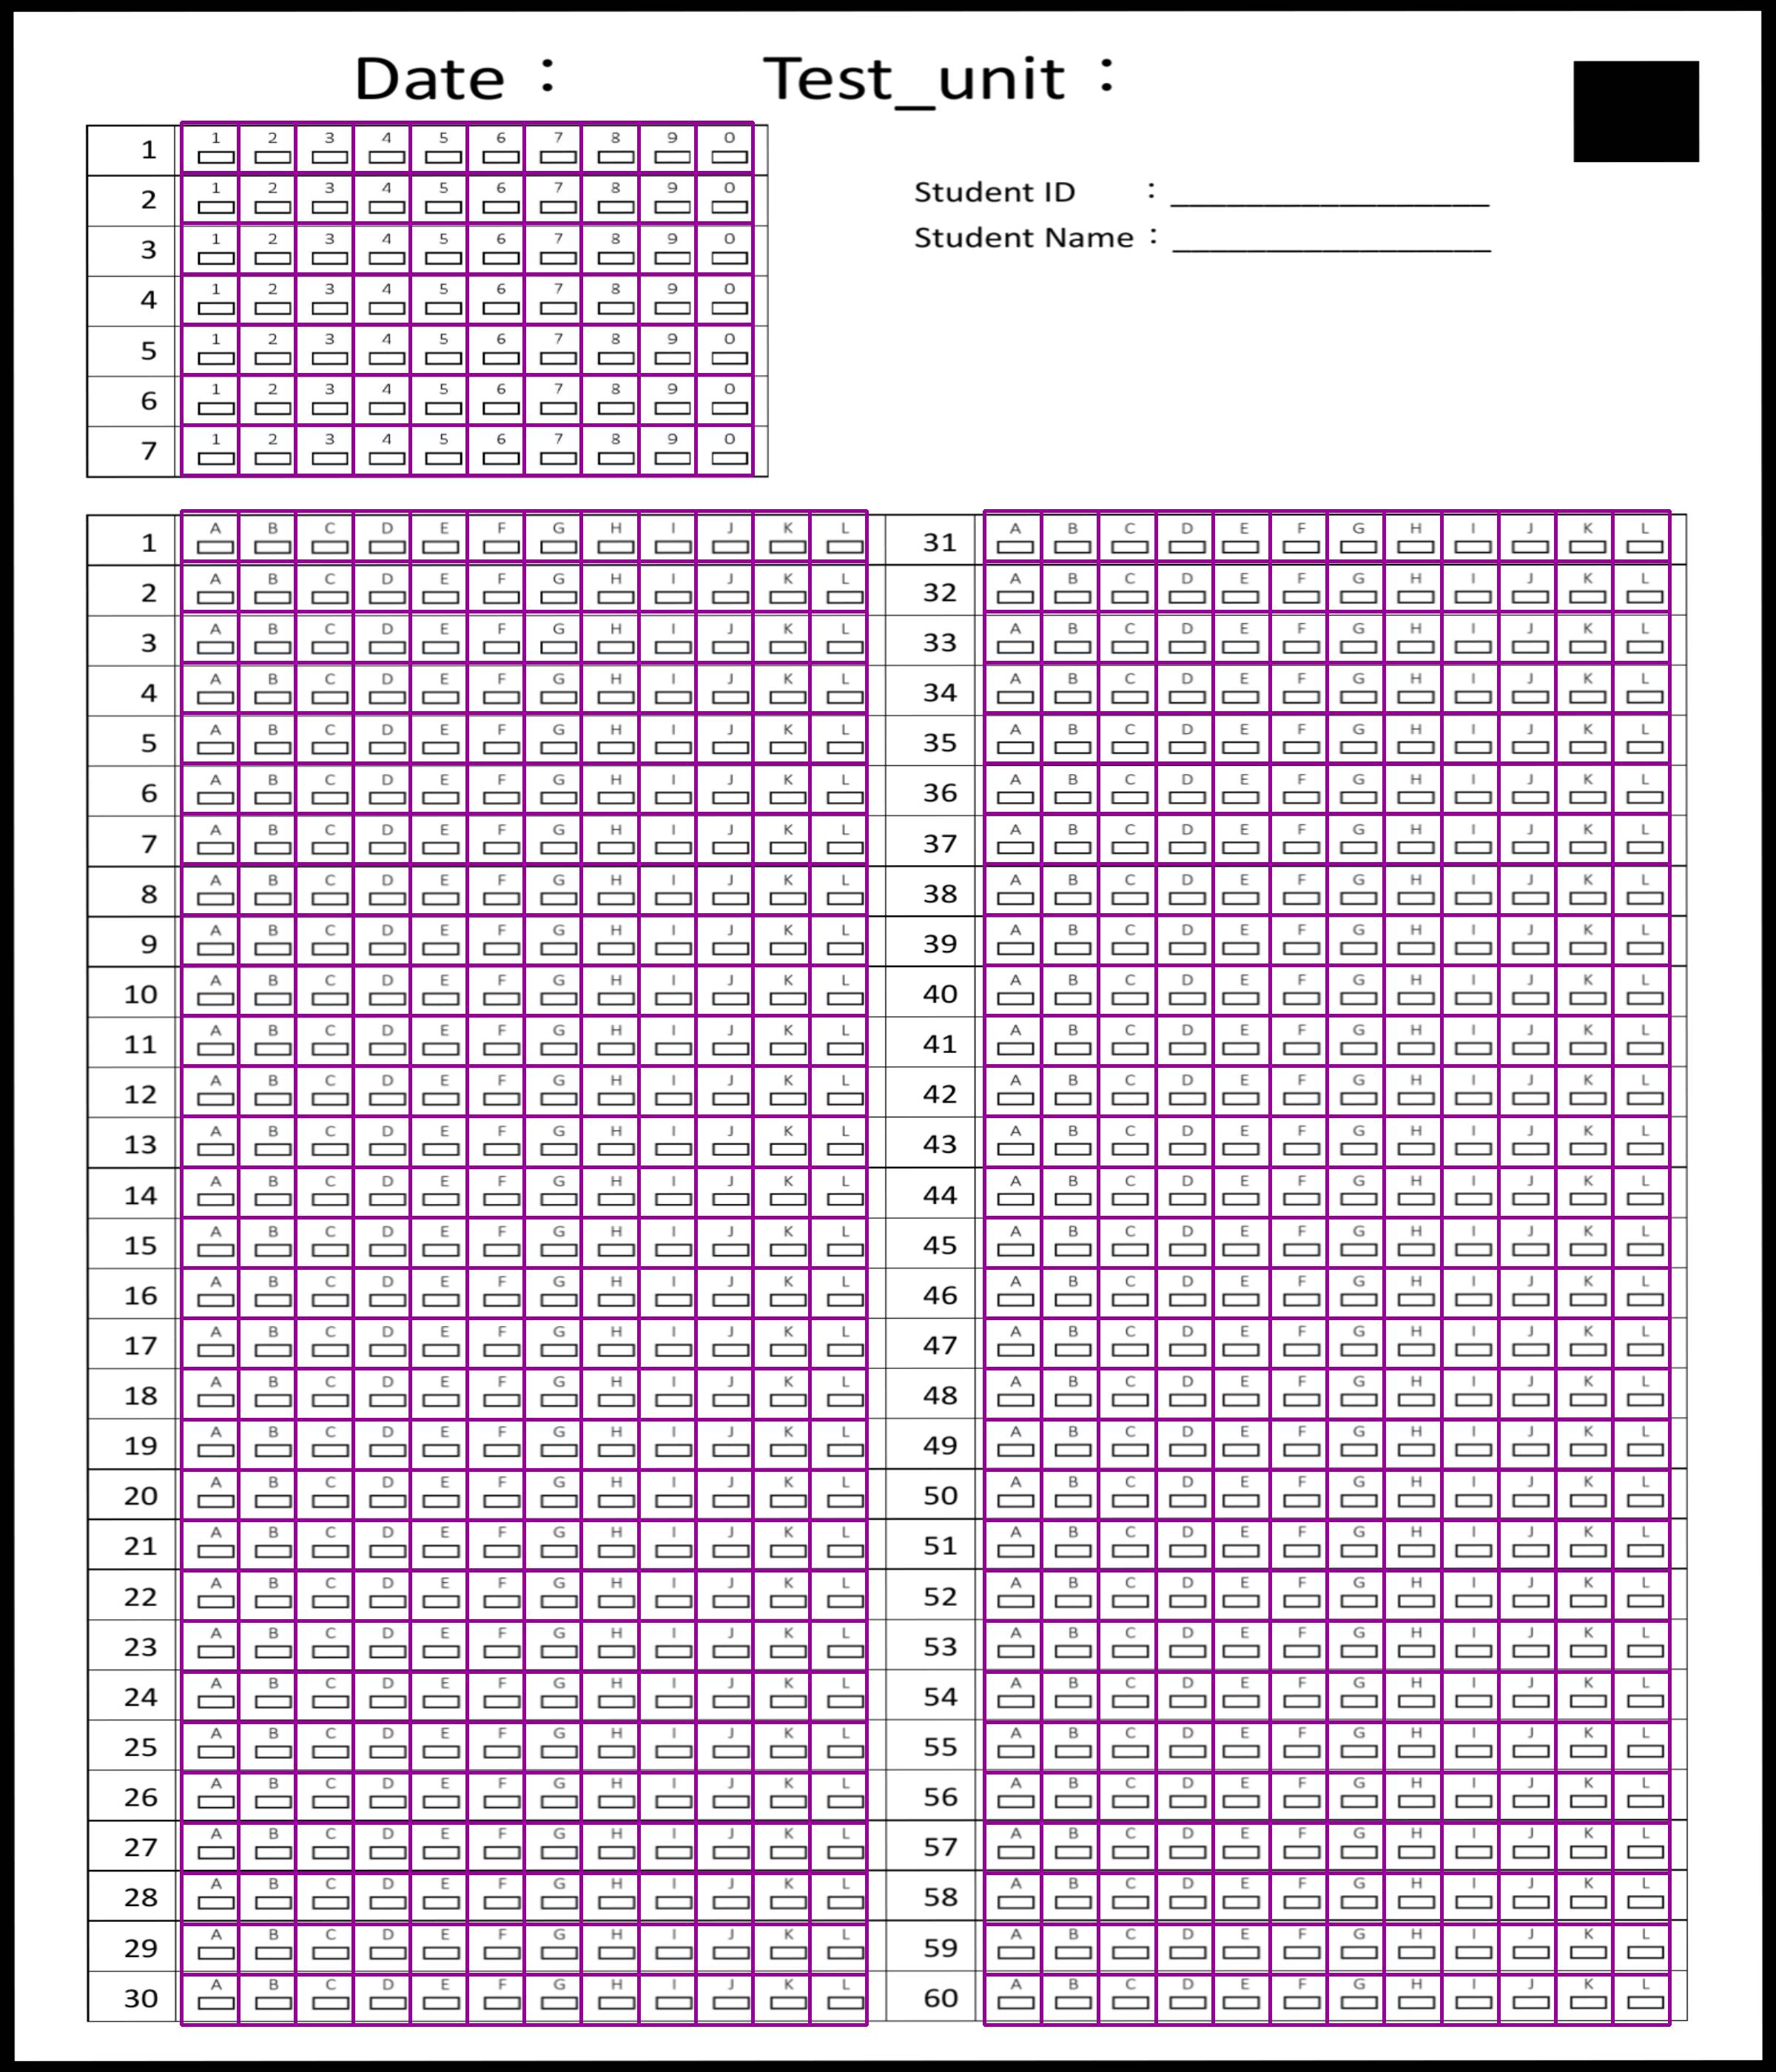 Date： Test_unit：
1 1 2 3 4 5 6 7 8 9 0
2 1 2 3 4 5 6 7 8 9 0
Student ID ： _________________
3 1 2 3 4 5 6 7 8 9 0
Student Name： _________________
4 1 2 3 4 5 6 7 8 9 0
5 1 2 3 4 5 6 7 8 9 0
6 1 2 3 4 5 6 7 8 9 0
7 1 2 3 4 5 6 7 8 9 0
1 A B C D E F G H I J K L 31 A B C D E F G H I J K L
2 A B C D E F G H I J K L 32 A B C D E F G H I J K L
3 A B C D E F G H I J K L 33 A B C D E F G H I J K L
4 A B C D E F G H I J K L 34 A B C D E F G H I J K L
5 A B C D E F G H I J K L 35 A B C D E F G H I J K L
6 A B C D E F G H I J K L 36 A B C D E F G H I J K L
7 A B C D E F G H I J K L 37 A B C D E F G H I J K L
8 A B C D E F G H I J K L 38 A B C D E F G H I J K L
9 A B C D E F G H I J K L 39 A B C D E F G H I J K L
10 A B C D E F G H I J K L 40 A B C D E F G H I J K L
11 A B C D E F G H I J K L 41 A B C D E F G H I J K L
12 A B C D E F G H I J K L 42 A B C D E F G H I J K L
13 A B C D E F G H I J K L 43 A B C D E F G H I J K L
14 A B C D E F G H I J K L 44 A B C D E F G H I J K L
15 A B C D E F G H I J K L 45 A B C D E F G H I J K L
16 A B C D E F G H I J K L 46 A B C D E F G H I J K L
17 A B C D E F G H I J K L 47 A B C D E F G H I J K L
18 A B C D E F G H I J K L 48 A B C D E F G H I J K L
19 A B C D E F G H I J K L 49 A B C D E F G H I J K L
20 A B C D E F G H I J K L 50 A B C D E F G H I J K L
21 A B C D E F G H I J K L 51 A B C D E F G H I J K L
22 A B C D E F G H I J K L 52 A B C D E F G H I J K L
23 A B C D E F G H I J K L 53 A B C D E F G H I J K L
24 A B C D E F G H I J K L 54 A B C D E F G H I J K L
25 A B C D E F G H I J K L 55 A B C D E F G H I J K L
26 A B C D E F G H I J K L 56 A B C D E F G H I J K L
27 A B C D E F G H I J K L 57 A B C D E F G H I J K L
28 A B C D E F G H I J K L 58 A B C D E F G H I J K L
29 A B C D E F G H I J K L 59 A B C D E F G H I J K L
30 A B C D E F G H I J K L 60 A B C D E F G H I J K L